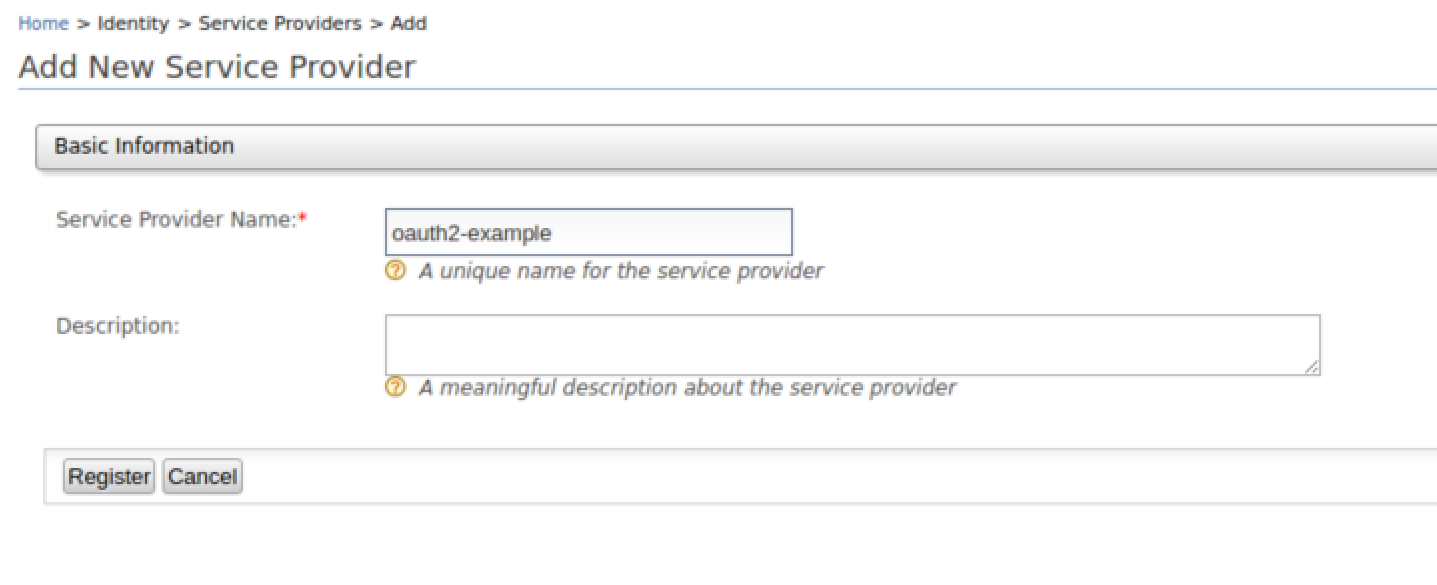 Home > Identity > Service Providers > Add
Add New Service Provider
Basic Information
Service Provider Name:*
oauth2-example
? A unique name for the service provider
Description:
? A meaningful description about the service provider
Register Cancel